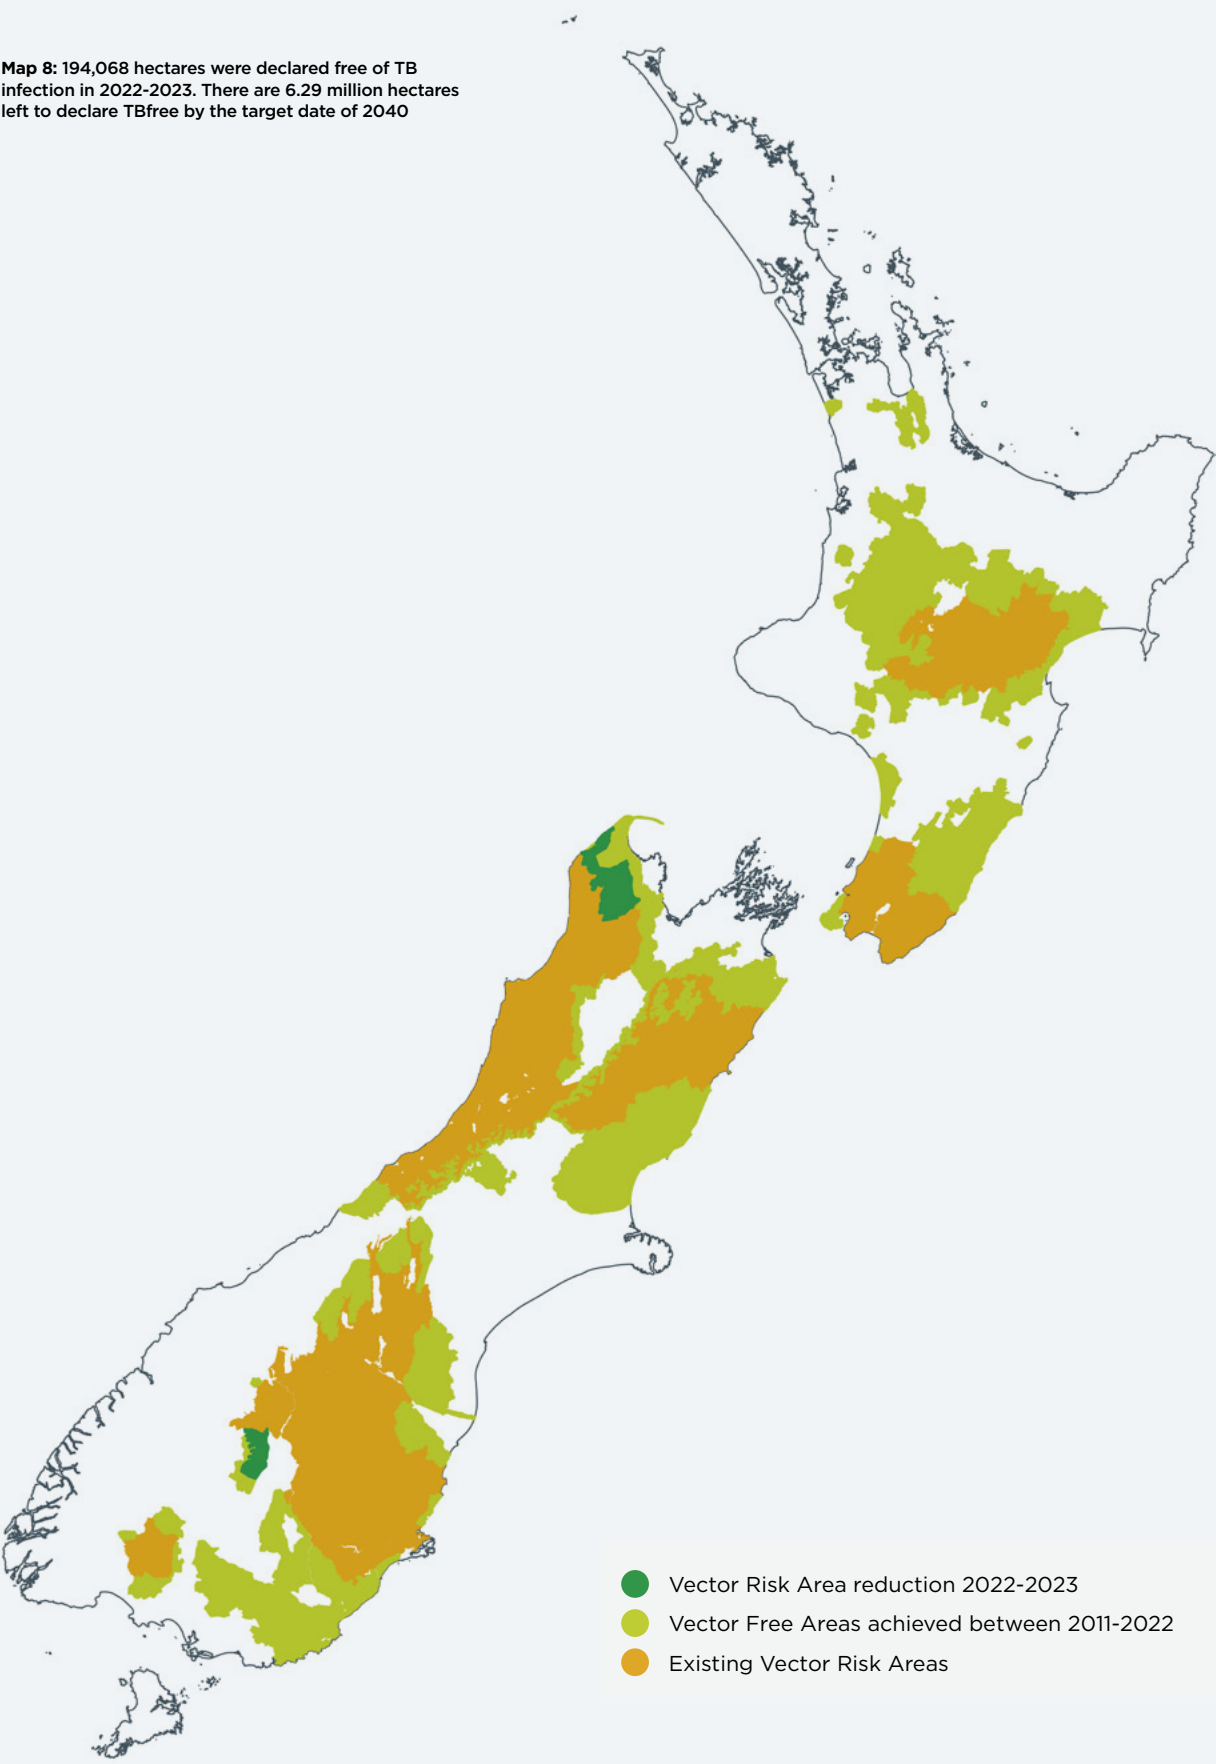 Map 8: 194,068 hectares were declared free of TB
infection in 2022-2023. There are 6.29 million hectares
left to declare TBfree by the target date of 2040
Vector Risk Area reduction 2022-2023
Vector Free Areas achieved between 2011-2022
Existing Vector Risk Areas